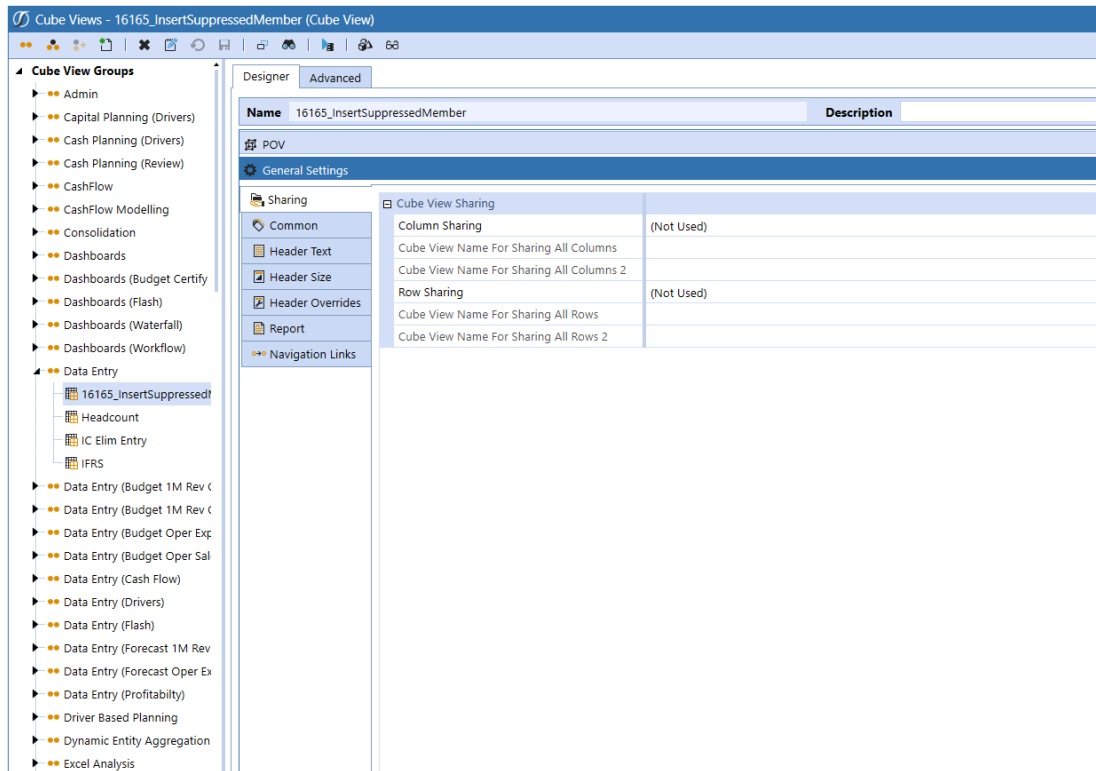 Cube Views - 16165_InsertSuppressedMember (Cube View)
Cube View Groups
Admin
Capital Planning (Drivers)
Cash Planning (Drivers)
Cash Planning (Review)
CashFlow
CashFlow Modelling
Consolidation
Dashboards
Dashboards (Budget Certify
Dashboards (Flash)
Dashboards (Waterfall)
Dashboards (Workflow)
Data Entry
16165_InsertSuppressedM
Headcount
IC Elim Entry
IFRS
Data Entry (Budget 1M Rev C
Data Entry (Budget 1M Rev C
Data Entry (Budget Oper Exp
Data Entry (Budget Oper Sal
Data Entry (Cash Flow)
Data Entry (Drivers)
Data Entry (Flash)
Data Entry (Forecast 1M Rev
Data Entry (Forecast Oper Ex
Data Entry (Profitabilty)
Driver Based Planning
Dynamic Entity Aggregation
Excel Analysis
Designer Advanced
Name 16165_InsertSuppressedMember Description
POV
General Settings
Sharing
Common
Header Text
Header Size
Header Overrides
Report
Navigation Links
Cube View Sharing
Column Sharing (Not Used)
Cube View Name For Sharing All Columns
Cube View Name For Sharing All Columns 2
Row Sharing (Not Used)
Cube View Name For Sharing All Rows
Cube View Name For Sharing All Rows 2